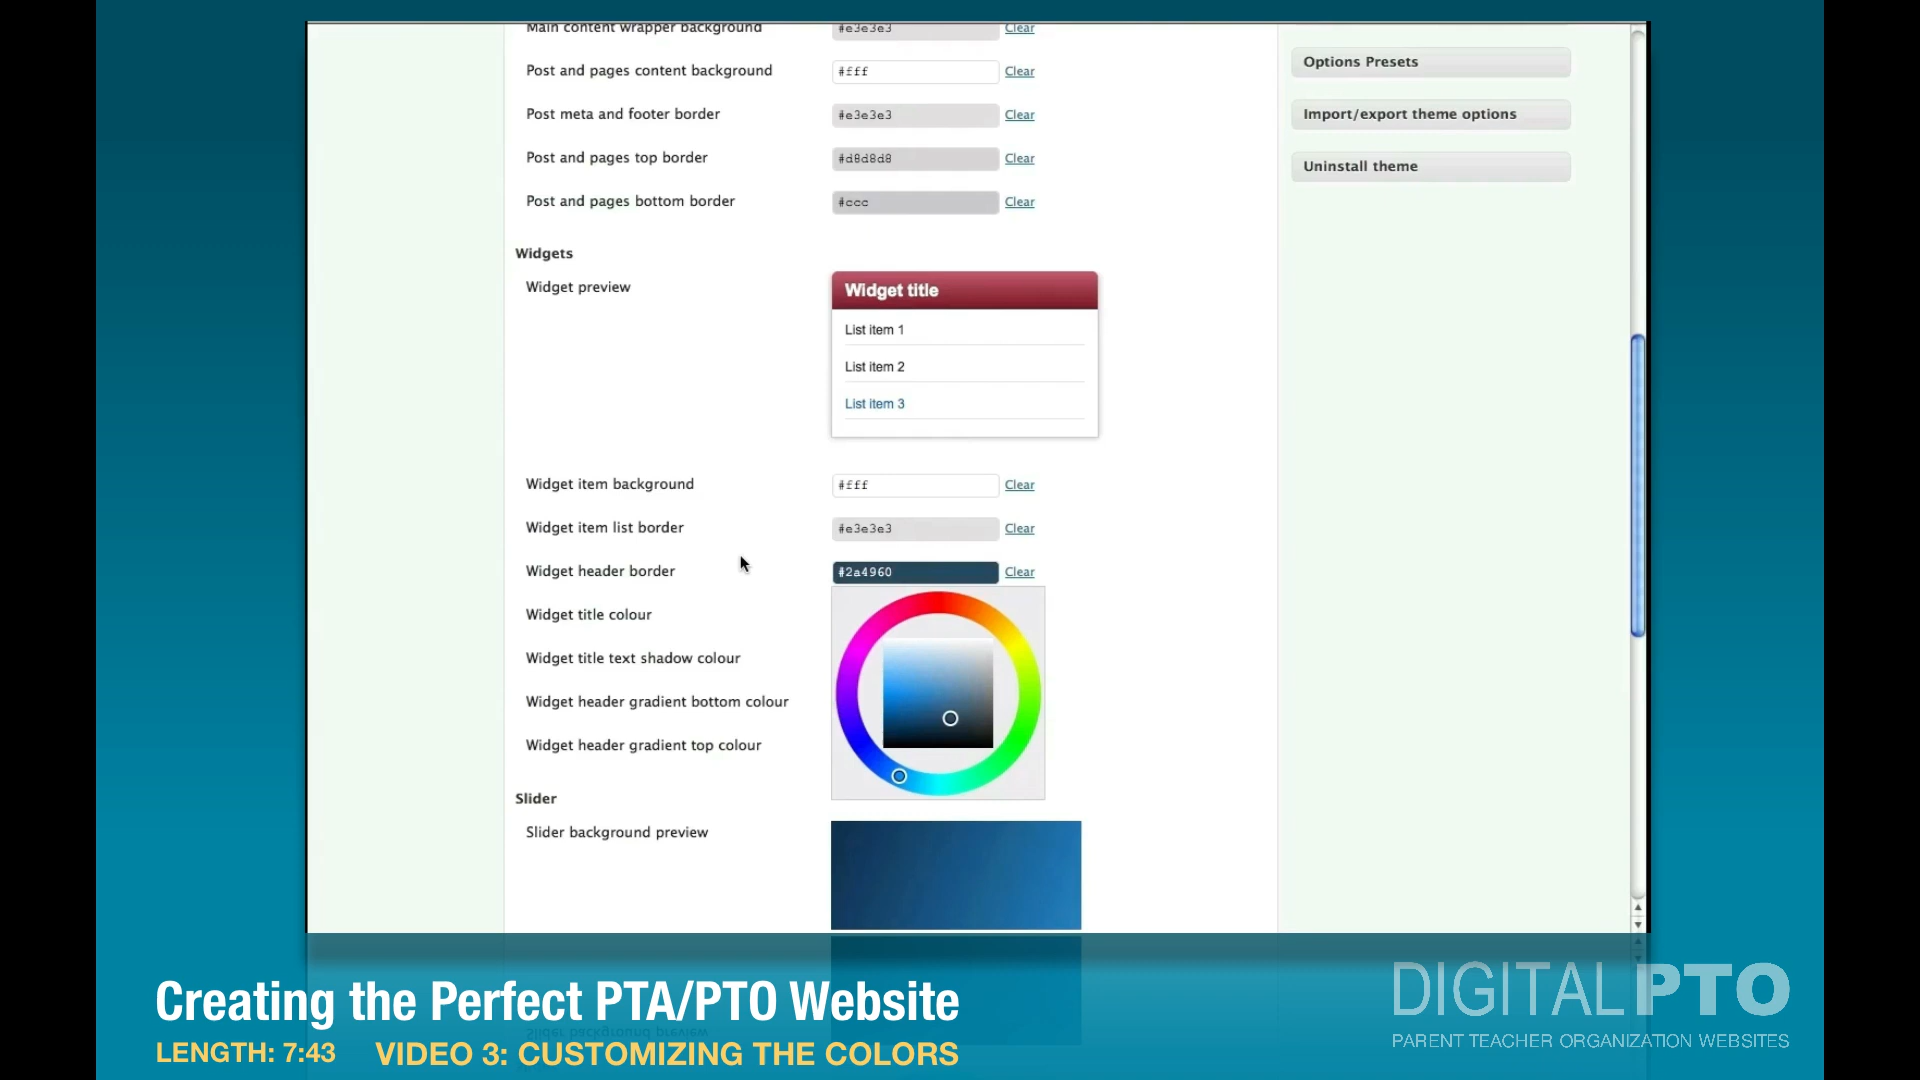 Main content wrapper background #e3e3e3 Clear
Options Presets
Post and pages content background #fff Clear
Post meta and footer border #e3e3e3 Clear
Import/export theme options
Post and pages top border #d8d8d8 Clear
Uninstall theme
Post and pages bottom border #ccc Clear
Widgets
Widget preview
Widget title
List item 1
List item 2
List item 3
Widget item background #fff Clear
Widget item list border #e3e3e3 Clear
Widget header border #2a4960 Clear
Widget title colour
Widget title text shadow colour
Widget header gradient bottom colour
Widget header gradient top colour
Slider
Slider background preview
Creating the Perfect PTA/PTO Website
LENGTH: 7:43 VIDEO 3: CUSTOMIZING THE COLORS
DIGITALPTO
PARENT TEACHER ORGANIZATION WEBSITES